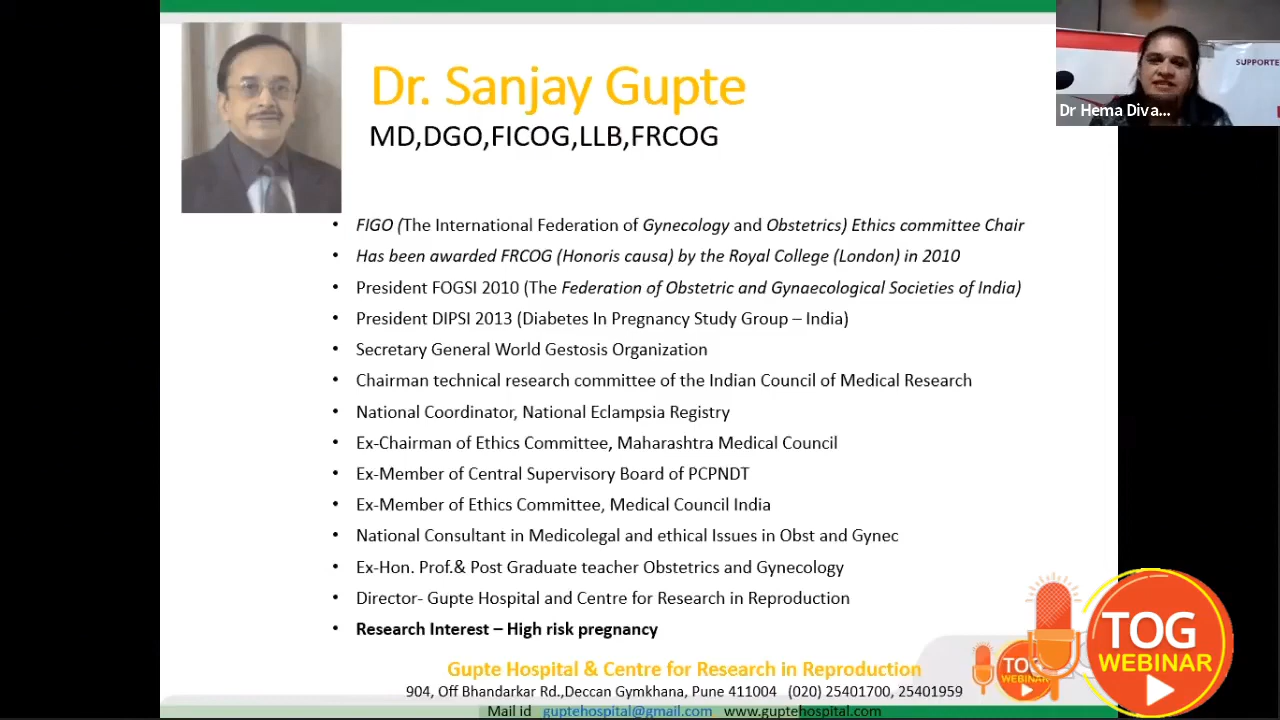 Dr. Sanjay Gupte
MD,DGO,FICOG,LLB,FRCOG
SUPPORTE
Dr Hema Diva...
• FIGO (The International Federation of Gynecology and Obstetrics) Ethics committee Chair
• Has been awarded FRCOG (Honoris causa) by the Royal College (London) in 2010
• President FOGSI 2010 (The Federation of Obstetric and Gynaecological Societies of India)
• President DIPSI 2013 (Diabetes In Pregnancy Study Group – India)
• Secretary General World Gestosis Organization
• Chairman technical research committee of the Indian Council of Medical Research
• National Coordinator, National Eclampsia Registry
• Ex-Chairman of Ethics Committee, Maharashtra Medical Council
• Ex-Member of Central Supervisory Board of PCPNDT
• Ex-Member of Ethics Committee, Medical Council India
• National Consultant in Medicolegal and ethical Issues in Obst and Gynec
• Ex-Hon. Prof.& Post Graduate teacher Obstetrics and Gynecology
• Director- Gupte Hospital and Centre for Research in Reproduction
• Research Interest – High risk pregnancy
Gupte Hospital & Centre for Research in Reproduction
904, Off Bhandarkar Rd.,Deccan Gymkhana, Pune 411004 (020) 25401700, 25401959
Mail id guptehospital@gmail.com www.guptehospital.com
TOG
WEBINAR
TOG
WEBINAR